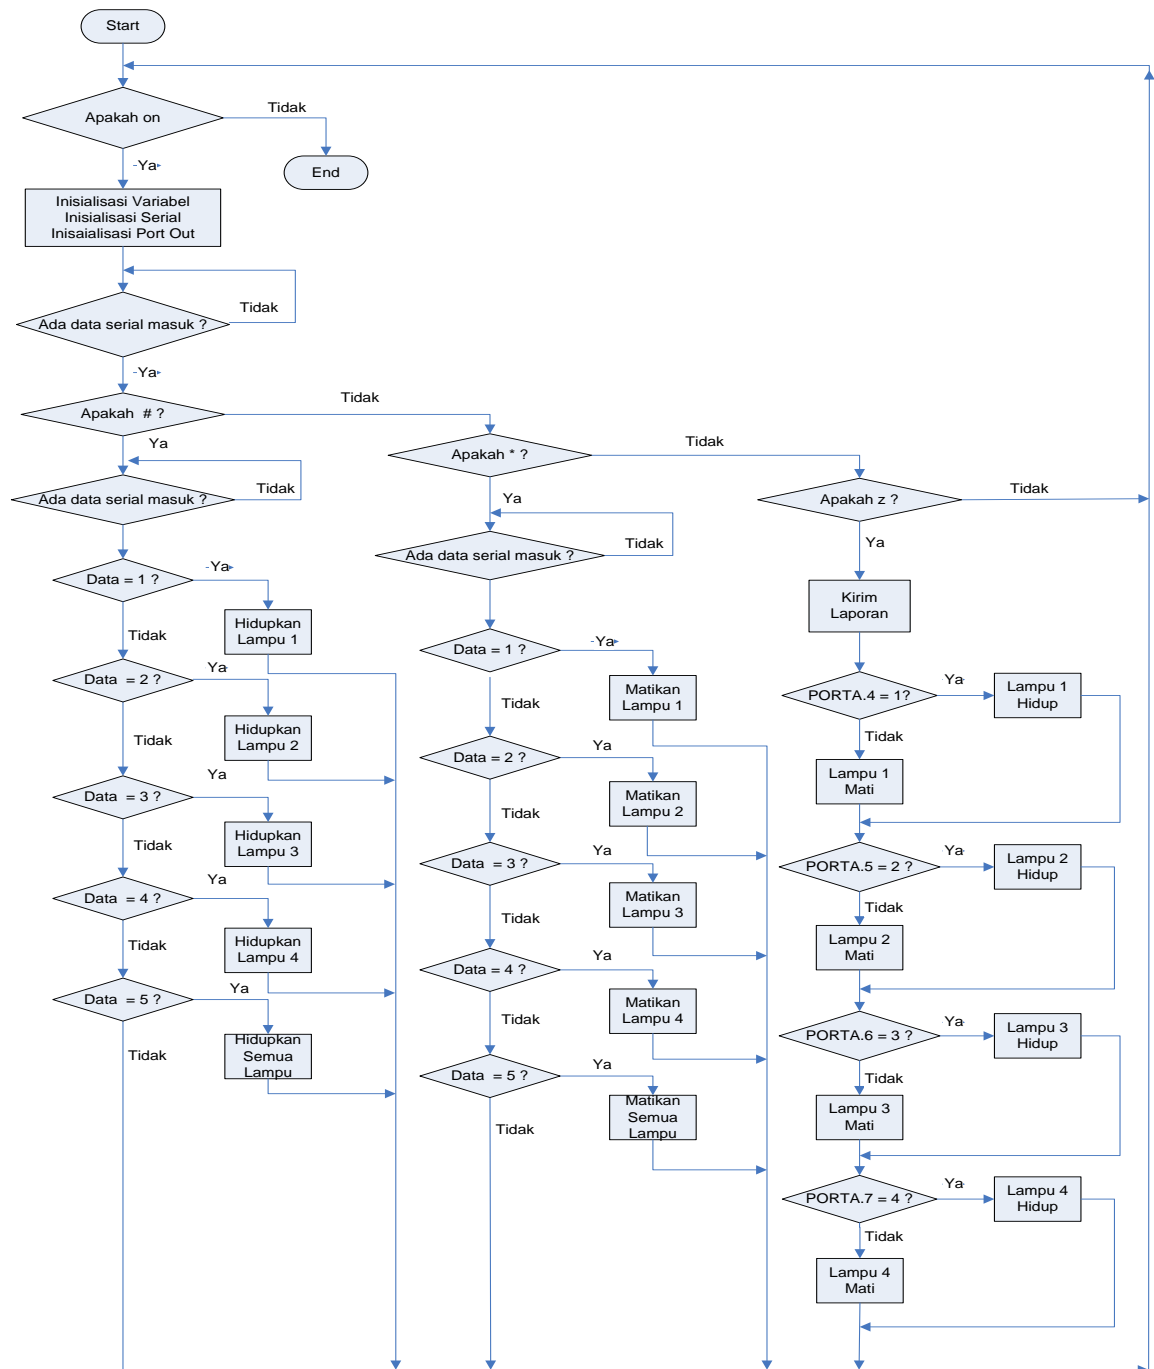 Start
Apakah on
Tidak
End
Ya
Inisialisasi Variabel
Inisialisasi Serial
Inisaialisasi Port Out
Ada data serial masuk ?
Tidak
Ya
Apakah # ?
Tidak
Ya
Ada data serial masuk ?
Tidak
Data = 1 ?
Ya
Hidupkan
Lampu 1
Tidak
Data = 2 ?
Ya
Hidupkan
Lampu 2
Tidak
Data = 3 ?
Ya
Hidupkan
Lampu 3
Tidak
Data = 4 ?
Ya
Hidupkan
Lampu 4
Tidak
Data = 5 ?
Ya
Hidupkan
Semua
Lampu
Tidak
Apakah * ?
Tidak
Ya
Ada data serial masuk ?
Tidak
Data = 1 ?
Ya
Matikan
Lampu 1
Tidak
Data = 2 ?
Ya
Matikan
Lampu 2
Tidak
Data = 3 ?
Ya
Matikan
Lampu 3
Tidak
Data = 4 ?
Ya
Matikan
Lampu 4
Tidak
Data = 5 ?
Ya
Matikan
Semua
Lampu
Tidak
Apakah z ?
Tidak
Ya
Kirim
Laporan
PORTA.4 = 1?
Ya
Lampu 1
Hidup
Tidak
Lampu 1
Mati
PORTA.5 = 2 ?
Ya
Lampu 2
Hidup
Tidak
Lampu 2
Mati
PORTA.6 = 3 ?
Ya
Lampu 3
Hidup
Tidak
Lampu 3
Mati
PORTA.7 = 4 ?
Ya
Lampu 4
Hidup
Tidak
Lampu 4
Mati